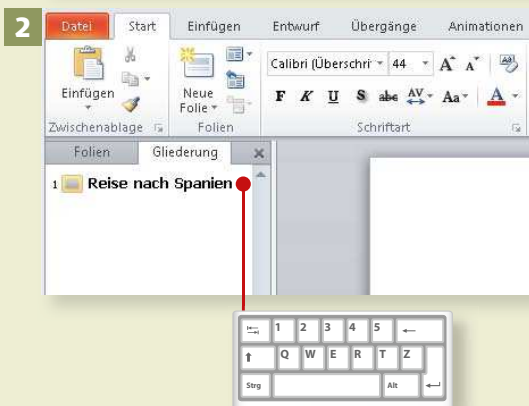 2
Datei Start Einfügen Entwurf Übergänge Animationen
Calibri (Überschri 44 A A
Einfügen Neue Folie F K U S abc AV Aa A
Zwischenablage Folien Schriftart
Folien Gliederung
1 Reise nach Spanien
1 2 3 4 5
Q W E R T Z
Strg Alt